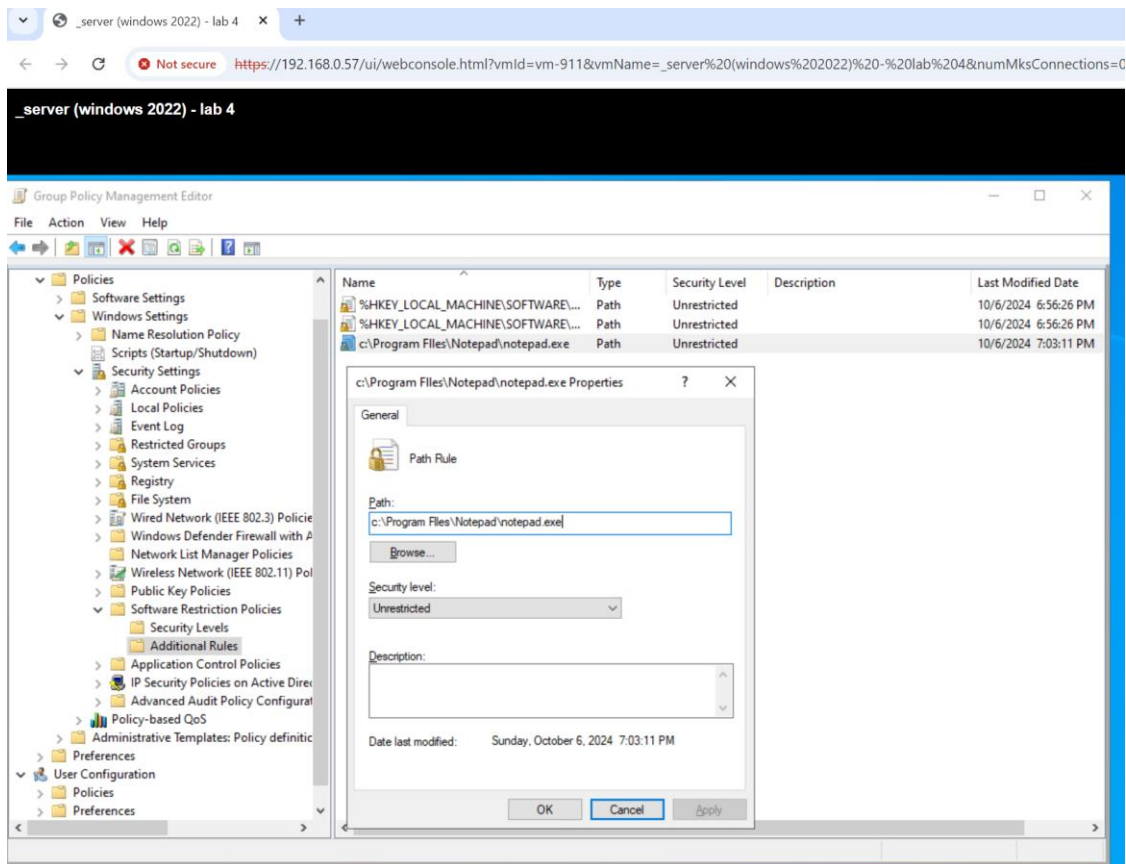 _server (windows 2022) - lab 4
Not secure https://192.168.0.57/ui/webconsole.html?vmId=vm-911&vmName=_server%20(windows%202022)%20-%20lab%204&numMksConnections=0
_server (windows 2022) - lab 4
Group Policy Management Editor
File Action View Help
Policies
Software Settings
Windows Settings
Name Resolution Policy
Scripts (Startup/Shutdown)
Security Settings
Account Policies
Local Policies
Event Log
Restricted Groups
System Services
Registry
File System
Wired Network (IEEE 802.3) Policie
Windows Defender Firewall with A
Network List Manager Policies
Wireless Network (IEEE 802.11) Pol
Public Key Policies
Software Restriction Policies
Security Levels
Additional Rules
Application Control Policies
IP Security Policies on Active Dire
Advanced Audit Policy Configurat
Policy-based QoS
Administrative Templates: Policy definitic
Preferences
User Configuration
Policies
Preferences
Name Type Security Level Description Last Modified Date
%HKEY_LOCAL_MACHINE\SOFTWARE\... Path Unrestricted 10/6/2024 6:56:26 PM
%HKEY_LOCAL_MACHINE\SOFTWARE\... Path Unrestricted 10/6/2024 6:56:26 PM
c:\Program FIles\Notepad\notepad.exe Path Unrestricted 10/6/2024 7:03:11 PM
c:\Program FIles\Notepad\notepad.exe Properties ?
General
Path Rule
Path:
c:\Program FIles\Notepad\notepad.exe
Browse...
Security level:
Unrestricted
Description:
Date last modified: Sunday, October 6, 2024 7:03:11 PM
OK Cancel Apply